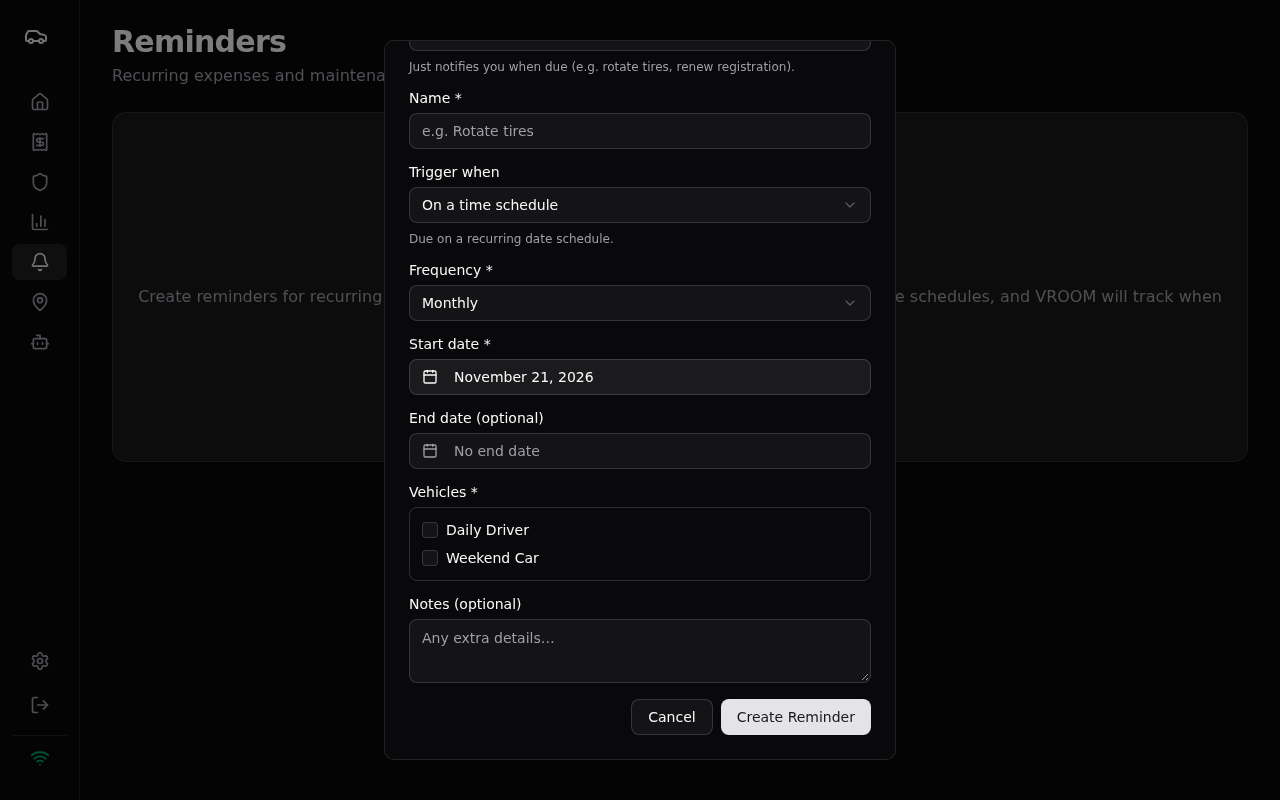 Reminders
Recurring expenses and maintena
Create reminders for recurring
e schedules, and VROOM will track when
Just notifies you when due (e.g. rotate tires, renew registration).
Name *
e.g. Rotate tires
Trigger when
On a time schedule
Due on a recurring date schedule.
Frequency *
Monthly
Start date *
November 21, 2026
End date (optional)
No end date
Vehicles *
Daily Driver
Weekend Car
Notes (optional)
Any extra details...
Cancel
Create Reminder